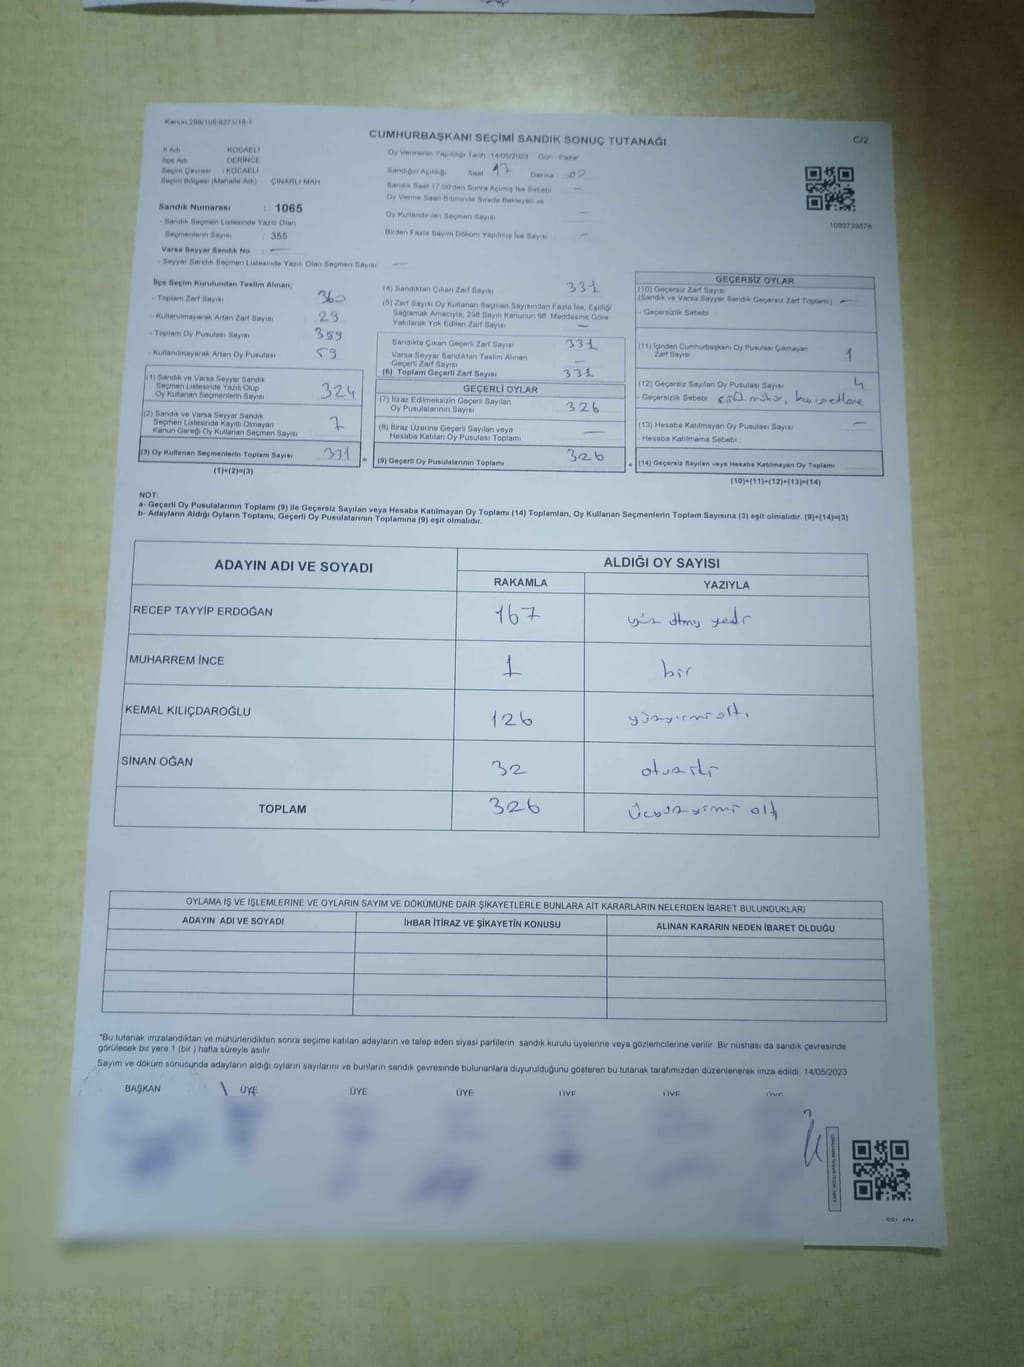 Kanun:298/105.6271/18-1
CUMHURBAŞKANI SEÇİMİ SANDIK SONUÇ TUTANAĞI
C/2
İl Adı : KOCAELİ
İlçe Adı : DERİNCE
Seçim Çevresi : KOCAELİ
Seçim Bölgesi (Mahalle Adı) : ÇINARLI MAH
Sandık Numarası : 1065
- Sandık Seçmen Listesinde Yazılı Olan
Seçmenlerin Sayısı : 355
Varsa Seyyar Sandık No : —
- Seyyar Sandık Seçmen Listesinde Yazılı Olan Seçmen Sayısı : —
Oy Vermenin Yapıldığı Tarih : 14/05/2023 Gün : Pazar
Sandığın Açıldığı Saat 17 Dakika : 00
Sandık Saat 17.00'den Sonra Açılmış İse Sebebi : —
Oy Verme Saati Bitiminde Sırada Bekleyen ve
Oy Kullandırılan Seçmen Sayısı : —
Birden Fazla Sayım Döküm Yapılmış İse Sayısı : —
1093733578
İlçe Seçim Kurulundan Teslim Alınan;
- Toplam Zarf Sayısı : 360
- Kullanılmayarak Artan Zarf Sayısı : 29
- Toplam Oy Pusulası Sayısı : 389
- Kullanılmayarak Artan Oy Pusulası : 59
(1) Sandık ve Varsa Seyyar Sandık
Seçmen Listesinde Yazılı Olup
Oy Kullanan Seçmenlerin Sayısı : 324
(2) Sandık ve Varsa Seyyar Sandık
Seçmen Listesinde Kayıtlı Olmayan
Kanun Gereği Oy Kullanan Seçmen Sayısı : 7
(3) Oy Kullanan Seçmenlerin Toplam Sayısı : 331
(1)+(2)=(3)
(4) Sandıktan Çıkan Zarf Sayısı : 331
(5) Zarf Sayısı Oy Kullanan Seçmen Sayısından Fazla İse, Eşitliği
Sağlamak Amacıyla, 298 Sayılı Kanunun 98. Maddesine Göre
Yakılarak Yok Edilen Zarf Sayısı : —
Sandıkta Çıkan Geçerli Zarf Sayısı : 331
Varsa Seyyar Sandıktan Teslim Alınan
Geçerli Zarf Sayısı : —
(6) Toplam Geçerli Zarf Sayısı : 331
GEÇERLİ OYLAR
(7) İtiraz Edilmeksizin Geçerli Sayılan
Oy Pusulalarının Sayısı : 326
(8) İtiraz Üzerine Geçerli Sayılan veya
Hesaba Katılan Oy Pusulası Toplamı : —
= (9) Geçerli Oy Pusulalarının Toplamı : 326
GEÇERSİZ OYLAR
(10) Geçersiz Zarf Sayısı
(Sandık ve Varsa Seyyar Sandık Geçersiz Zarf Toplamı) : —
- Geçersizlik Sebebi :
(11) İçinden Cumhurbaşkanı Oy Pusulası Çıkmayan
Zarf Sayısı : 1
(12) Geçersiz Sayılan Oy Pusulası Sayısı : 4
- Geçersizlik Sebebi : çift mühür,
(13) Hesaba Katılmayan Oy Pusulası Sayısı : —
- Hesaba Katılmama Sebebi :
+ (14) Geçersiz Sayılan veya Hesaba Katılmayan Oy Toplamı :
(10)+(11)+(12)+(13)=(14)
NOT:
a- Geçerli Oy Pusulalarının Toplamı (9) ile Geçersiz Sayılan veya Hesaba Katılmayan Oy Toplamı (14) Toplamları, Oy Kullanan Seçmenlerin Toplam Sayısına (3) eşit olmalıdır. (9)+(14)=(3)
b- Adayların Aldığı Oyların Toplamı, Geçerli Oy Pusulalarının Toplamına (9) eşit olmalıdır.
ADAYIN ADI VE SOYADI ALDIĞI OY SAYISI
RAKAMLA YAZIYLA
RECEP TAYYİP ERDOĞAN 167 yüz atmış yedi
MUHARREM İNCE 1 bir
KEMAL KILIÇDAROĞLU 126 yüzyirmi altı
SİNAN OĞAN 32 otuz iki
TOPLAM 326 üçyüzyirmi altı
OYLAMA İŞ VE İŞLEMLERİNE VE OYLARIN SAYIM VE DÖKÜMÜNE DAİR ŞİKAYETLERLE BUNLARA AİT KARARLARIN NELERDEN İBARET BULUNDUKLARI
ADAYIN ADI VE SOYADI İHBAR İTİRAZ VE ŞİKAYETİN KONUSU ALINAN KARARIN NEDEN İBARET OLDUĞU
"Bu tutanak imzalandıktan ve mühürlendikten sonra seçime katılan adayların ve talep eden siyasi partilerin sandık kurulu üyelerine veya gözlemcilerine verilir .Bir nüshası da sandık çevresinde
görülecek bir yere 1 (bir ) hafta süreyle asılır.
Sayım ve döküm sonucunda adayların aldığı oyların sayılarını ve bunların sandık çevresinde bulunanlara duyurulduğunu gösteren bu tutanak tarafımızdan düzenlenerek imza edildi. 14/05/2023
BAŞKAN ÜYE ÜYE ÜYE ÜYE ÜYE ÜYE